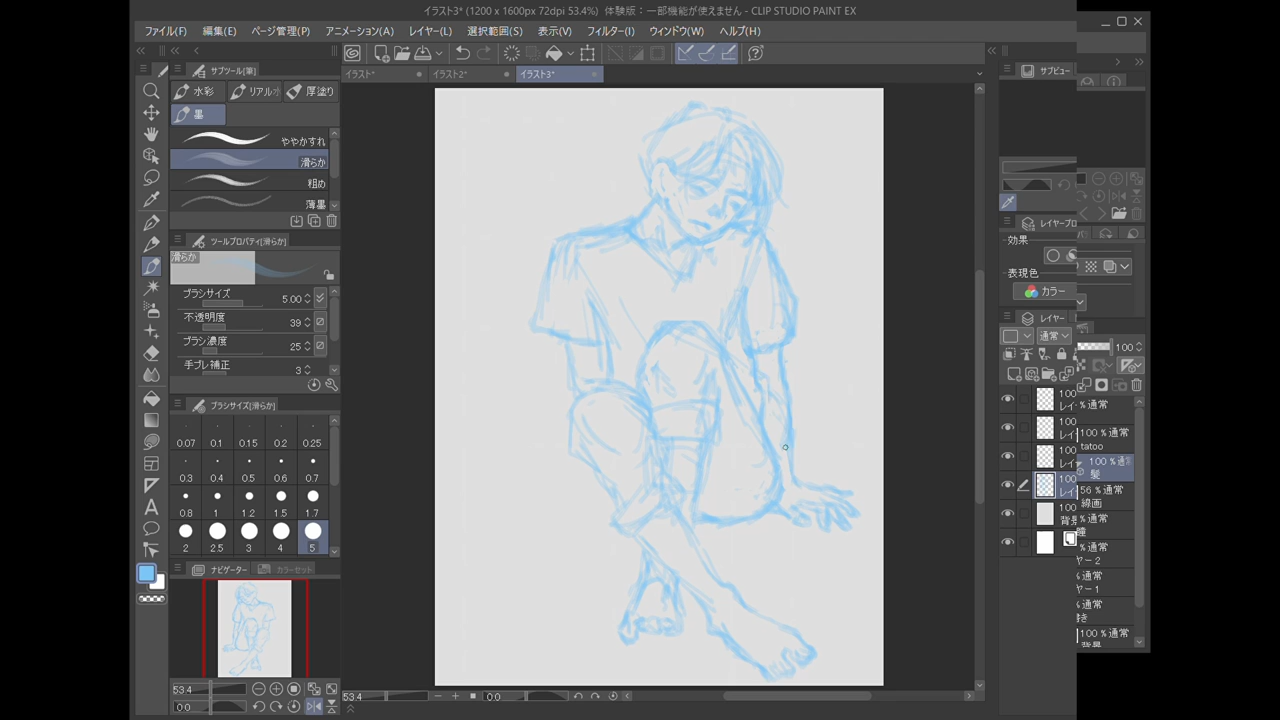 イラスト3* (1200 x 1600px 72dpi 53.4%) 体験版：一部機能が使えません - CLIP STUDIO PAINT EX
ファイル(F) 編集(E) ページ管理(P) アニメーション(A) レイヤー(L) 選択範囲(S) 表示(V) フィルター(I) ウィンドウ(W) ヘルプ(H)
サブツール[筆]
イラスト* イラスト2* イラスト3*
サブビュー
水彩 リアル水 厚塗り
墨
ややかすれ
滑らか
粗め
薄墨
ツールプロパティ[滑らか]
滑らか
ブラシサイズ 5.00
不透明度 39
ブラシ濃度 25
手ブレ補正 3
ブラシサイズ[滑らか]
0.07 0.1 0.15 0.2 0.25
0.3 0.4 0.5 0.6 0.7
0.8 1 1.2 1.5 1.7
2 2.5 3 4 5
ナビゲーター カラーセット
53.4
0.0
53.4 0.0
レイヤープロ
効果
表現色
カラー
レイヤー
通常
100
100
レイ
100
レイ
100
レイ
100
レイ
100
背景
% 通常
100 % 通常
tatoo
100 % 通常
髪
56 % 通常
線画
% 通常
瞳
% 通常
ヤー 2
% 通常
ヤー 1
% 通常
100 % 通常